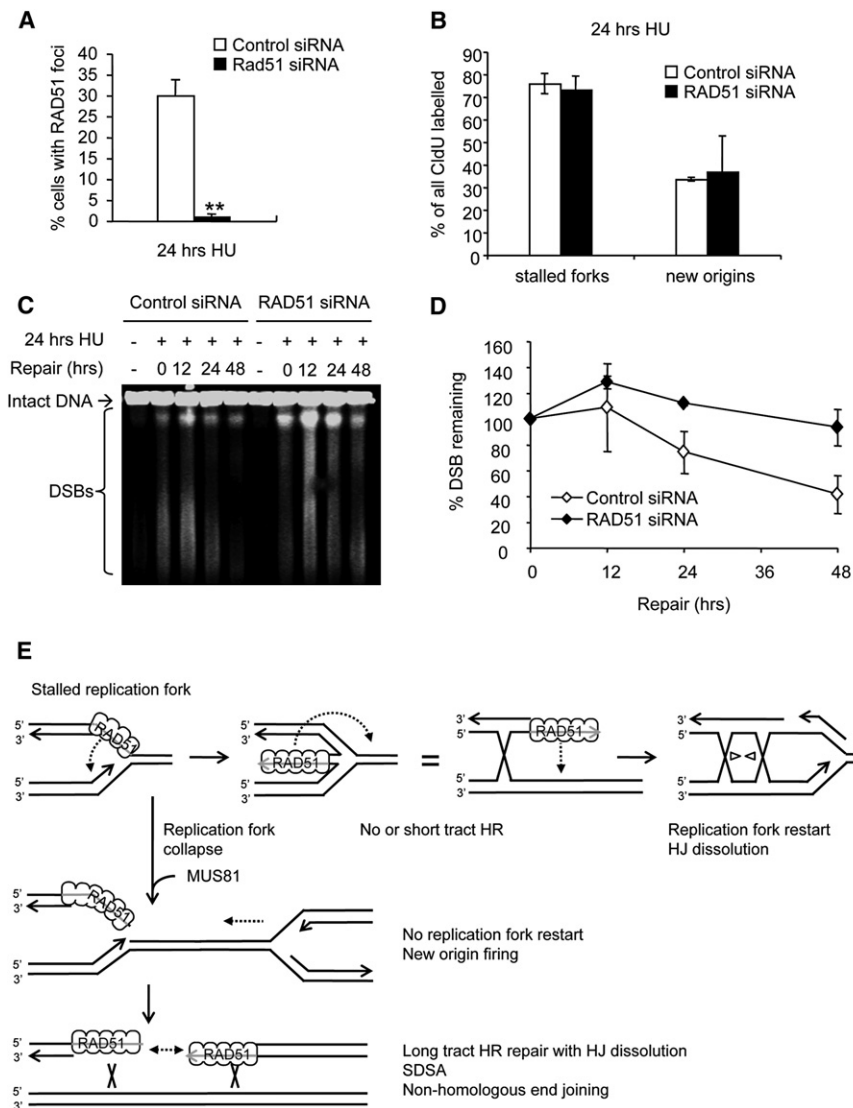 A
Control siRNA
Rad51 siRNA
% cells with RAD51 foci
40
35
30
25
20
15
10
5
0
**
24 hrs HU
B
24 hrs HU
Control siRNA
RAD51 siRNA
% of all CldU labelled
80
70
60
50
40
30
20
10
0
stalled forks new origins
C
Control siRNA RAD51 siRNA
24 hrs HU - + + + + - + + + +
Repair (hrs) - 0 12 24 48 - 0 12 24 48
Intact DNA
DSBs
D
% DSB remaining
160
140
120
100
80
60
40
20
0
Control siRNA
RAD51 siRNA
0 12 24 36 48
Repair (hrs)
E
Stalled replication fork
5'
3'
RAD51
5'
3'
5'
3'
RAD51
5'
3'
=
3'
5'
RAD51
5'
3'
3'
5'
5'
3'
No or short tract HR
Replication fork restart
HJ dissolution
Replication fork
collapse
MUS81
5'
3'
RAD51
5'
3'
No replication fork restart
New origin firing
5'
3'
RAD51
RAD51
5'
3'
Long tract HR repair with HJ dissolution
SDSA
Non-homologous end joining